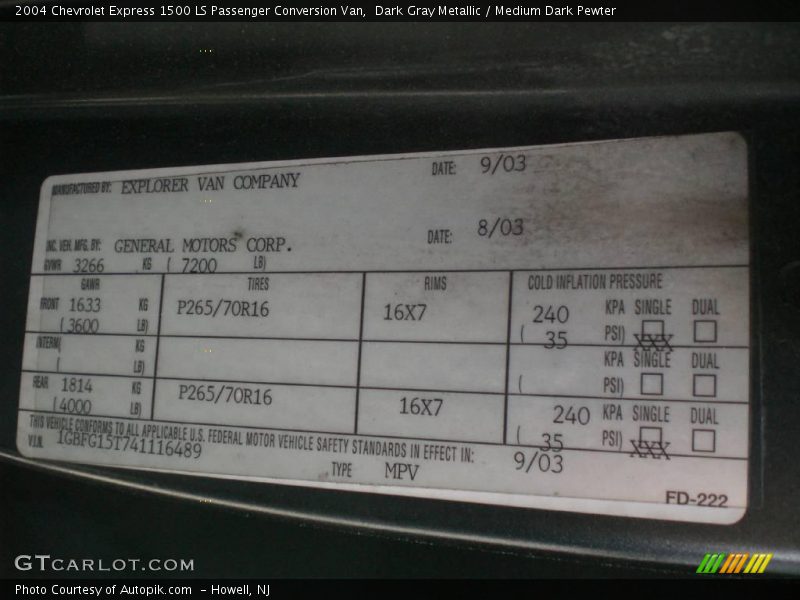 2004 Chevrolet Express 1500 LS Passenger Conversion Van,  Dark Gray Metallic / Medium Dark Pewter
MANUFACTURED BY: EXPLORER VAN COMPANY DATE: 9/03
INC. VEH. MFG. BY: GENERAL MOTORS CORP. DATE: 8/03
GVWR 3266 KG ( 7200 LB)
GAWR TIRES RIMS COLD INFLATION PRESSURE
FRONT 1633 KG P265/70R16 16X7 240 KPA SINGLE DUAL
(3600 LB) ( 35 PSI) XXX
INTERM( KG KPA SINGLE DUAL
( LB) ( PSI)
REAR 1814 KG P265/70R16 16X7 240 KPA SINGLE DUAL
(4000 LB) ( 35 PSI) XXX
THIS VEHICLE CONFORMS TO ALL APPLICABLE U.S. FEDERAL MOTOR VEHICLE SAFETY STANDARDS IN EFFECT IN: 9/03
V.I.N. 1GBFG15T741116489 TYPE MPV
FD-222
GTCARLOT.COM
Photo Courtesy of Autopik.com  - Howell, NJ